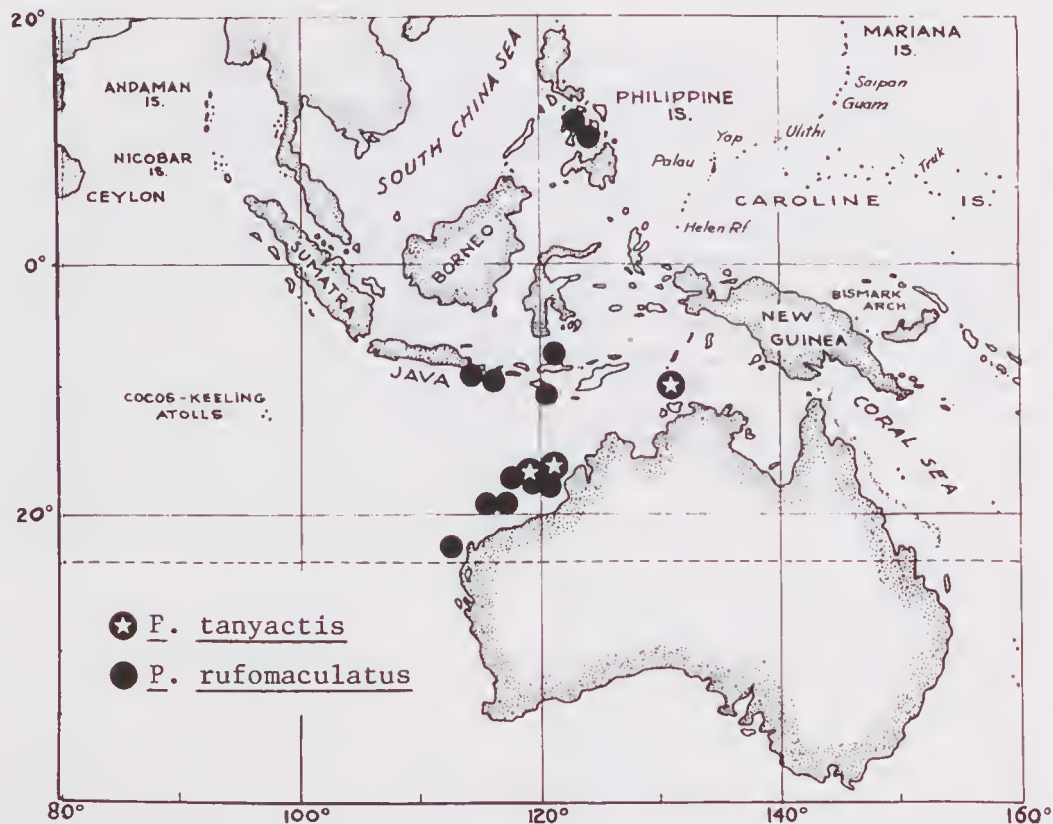 20°
MARIANA
IS.
Saipan
Guam
ANDAMAN
IS.
SOUTH CHINA SEA
PHILIPPINE
IS.
Yap
Ulithi
NICOBAR
IS.
Palau
Truk
CEYLON
CAROLINE IS.
Helen Rf
0°
SUMATRA
BORNEO
BISMARK
ARCH
NEW
GUINEA
JAVA
COCOS-KEELING
ATOLLS
CORAL SEA
20°
P. tanyactis
P. rufomaculatus
80° 100° 120° 140° 160°